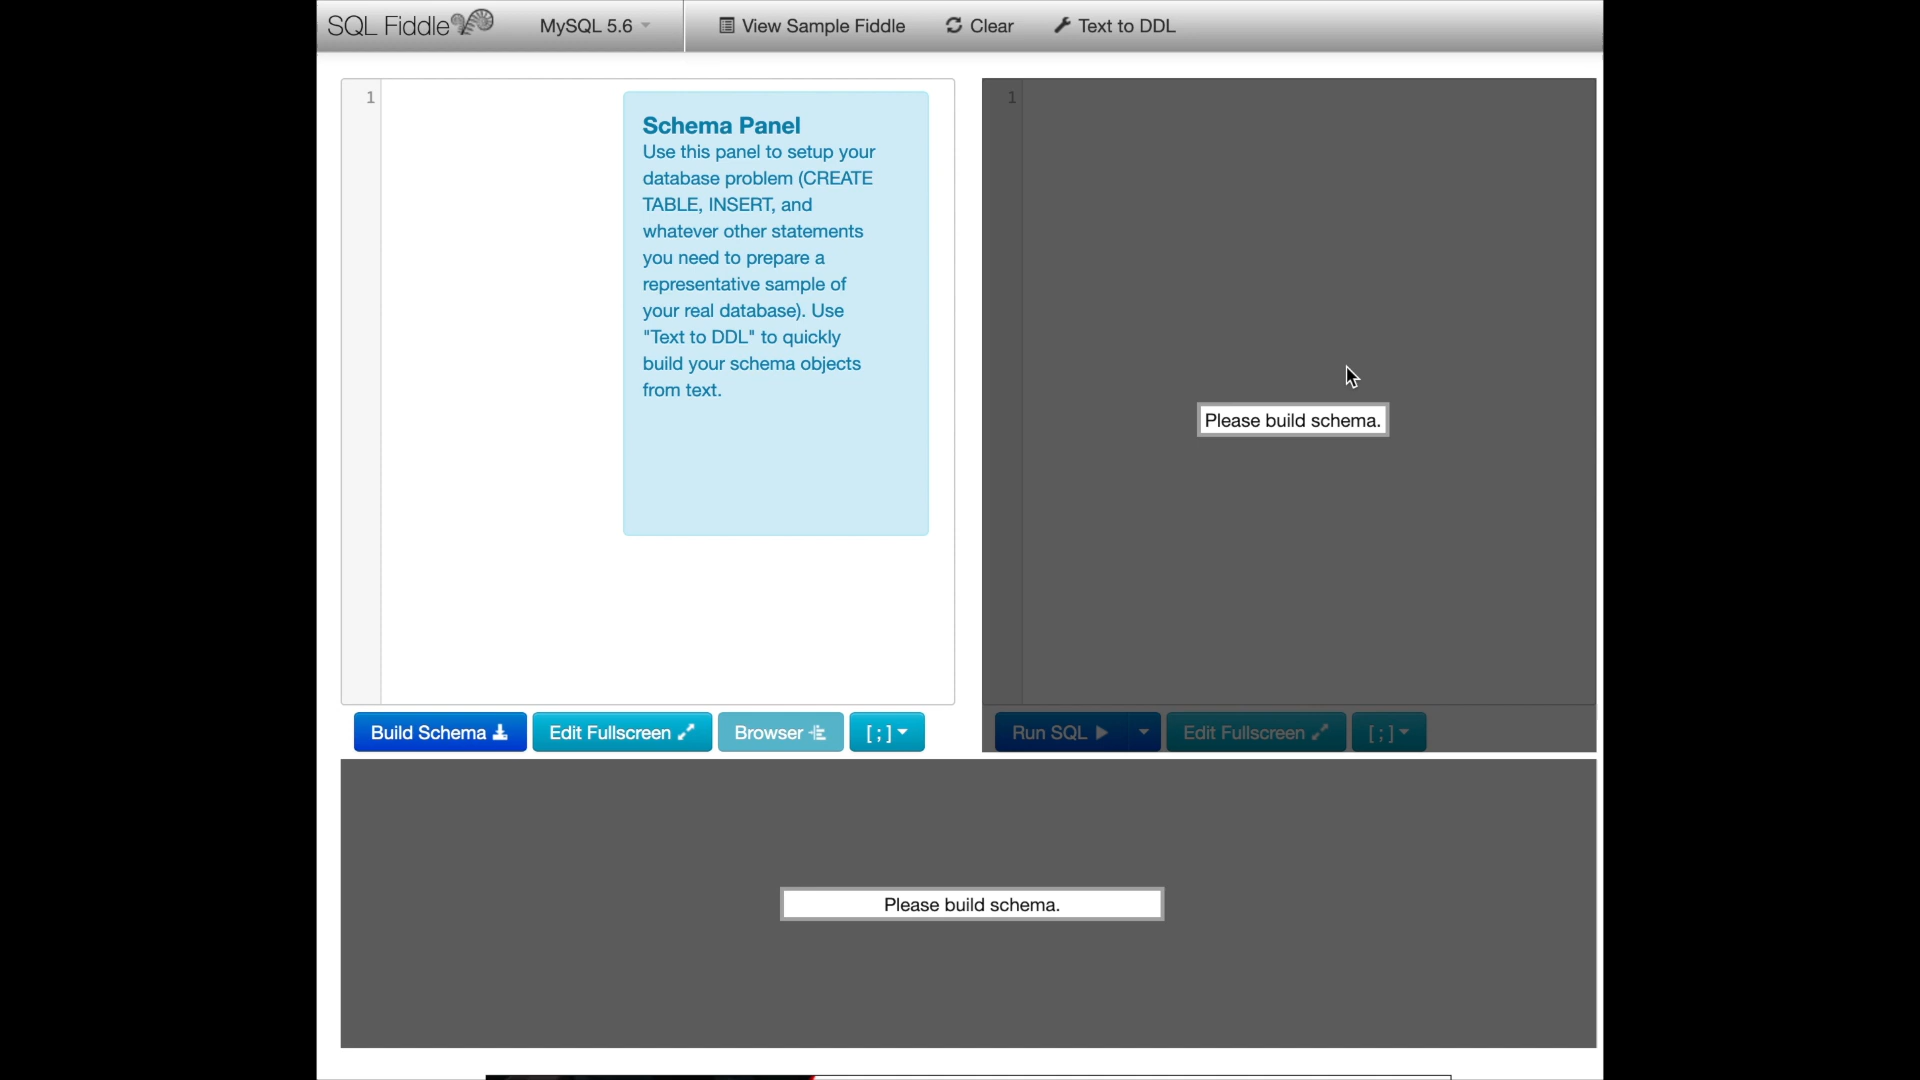 SQL Fiddle
MySQL 5.6
View Sample Fiddle
Clear
Text to DDL
1
Schema Panel
Use this panel to setup your
database problem (CREATE
TABLE, INSERT, and
whatever other statements
you need to prepare a
representative sample of
your real database). Use
"Text to DDL" to quickly
build your schema objects
from text.
1
Please build schema.
Build Schema
Edit Fullscreen
Browser
[ ; ]
Run SQL
Edit Fullscreen
[ ; ]
Please build schema.